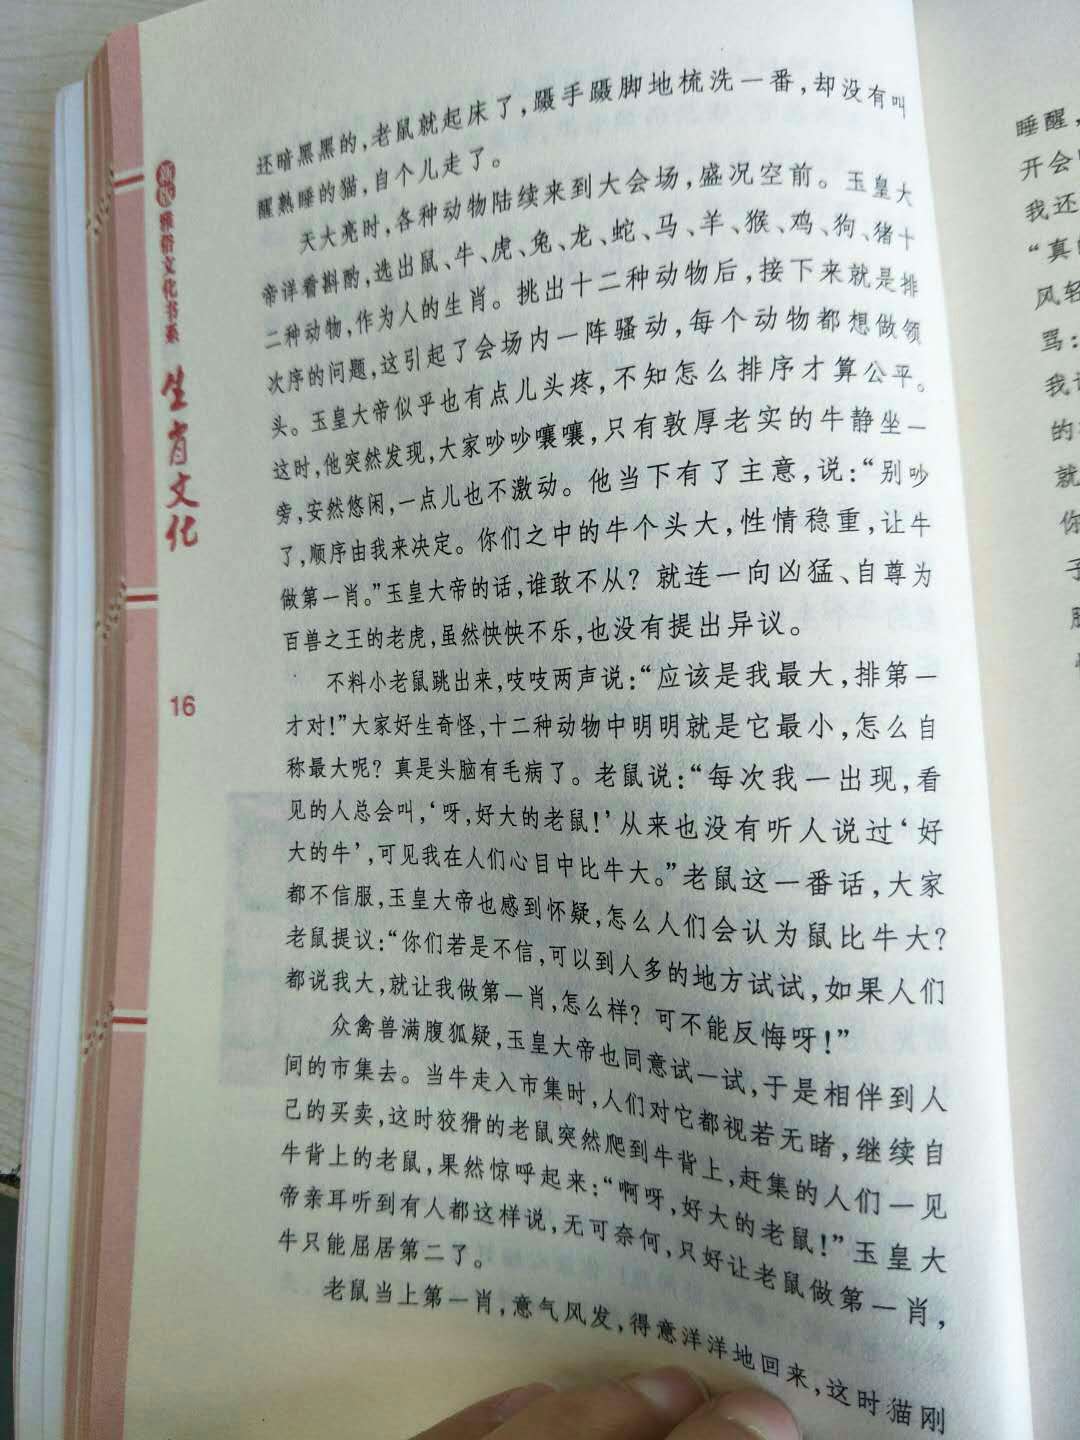 还暗黑黑的，老鼠就起床了，蹑手蹑脚地梳洗一番，却没有叫
醒熟睡的猫，自个儿走了。
天大亮时，各种动物陆续来到大会场，盛况空前。玉皇大
帝详看斟酌，选出鼠、牛、虎、兔、龙、蛇、马、羊、猴、鸡、狗、猪十
二种动物，作为人的生肖。挑出十二种动物后，接下来就是排
次序的问题，这引起了会场内一阵骚动，每个动物都想做领
头。玉皇大帝似乎也有点儿头疼，不知怎么排序才算公平。
这时，他突然发现，大家吵吵嚷嚷，只有敦厚老实的牛静坐一
旁，安然悠闲，一点儿也不激动。他当下有了主意，说：“别吵
了，顺序由我来决定。你们之中的牛个头大，性情稳重，让牛
做第一肖。”玉皇大帝的话，谁敢不从？就连一向凶猛、自尊为
百兽之王的老虎，虽然怏怏不乐，也没有提出异议。
不料小老鼠跳出来，吱吱两声说：“应该是我最大，排第一
才对！”大家好生奇怪，十二种动物中明明就是它最小，怎么自
称最大呢？真是头脑有毛病了。老鼠说：“每次我一出现，看
见的人总会叫，‘呀，好大的老鼠！’从来也没有听人说过‘好
大的牛’，可见我在人们心目中比牛大。”老鼠这一番话，大家
都不信服，玉皇大帝也感到怀疑，怎么人们会认为鼠比牛大？
老鼠提议：“你们若是不信，可以到人多的地方试试，如果人们
都说我大，就让我做第一肖，怎么样？可不能反悔呀！”
众禽兽满腹狐疑，玉皇大帝也同意试一试，于是相伴到人
间的市集去。当牛走入市集时，人们对它都视若无睹，继续自
己的买卖，这时狡猾的老鼠突然爬到牛背上，赶集的人们一见
牛背上的老鼠，果然惊呼起来：“啊呀，好大的老鼠！”玉皇大
帝亲耳听到有人都这样说，无可奈何，只好让老鼠做第一肖，
牛只能屈居第二了。
老鼠当上第一肖，意气风发，得意洋洋地回来，这时猫刚
新版雅俗文化书系
生肖文化
16
睡醒，
开会
我还
“真
风轻
骂：
我
的
就
你
子